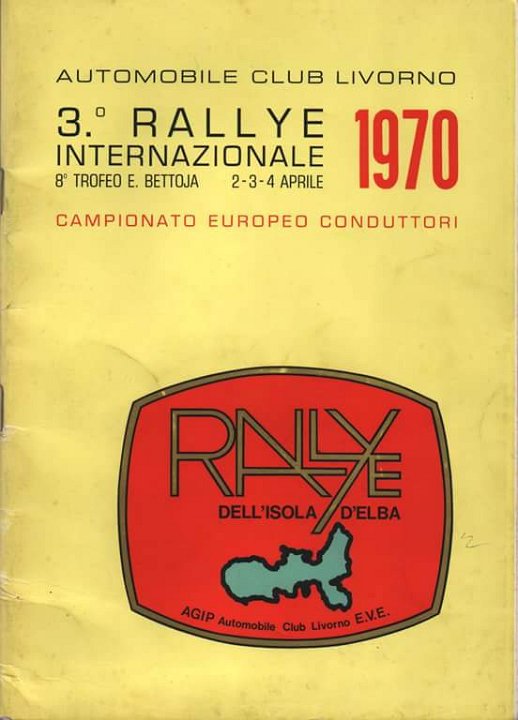 AUTOMOBILE CLUB LIVORNO
3.º RALLYE
INTERNAZIONALE
8º TROFEO E. BETTOJA 2-3-4 APRILE
1970
CAMPIONATO EUROPEO CONDUTTORI
RALLYE
DELL'ISOLA D'ELBA
AGIP Automobile Club Livorno E.V.E.